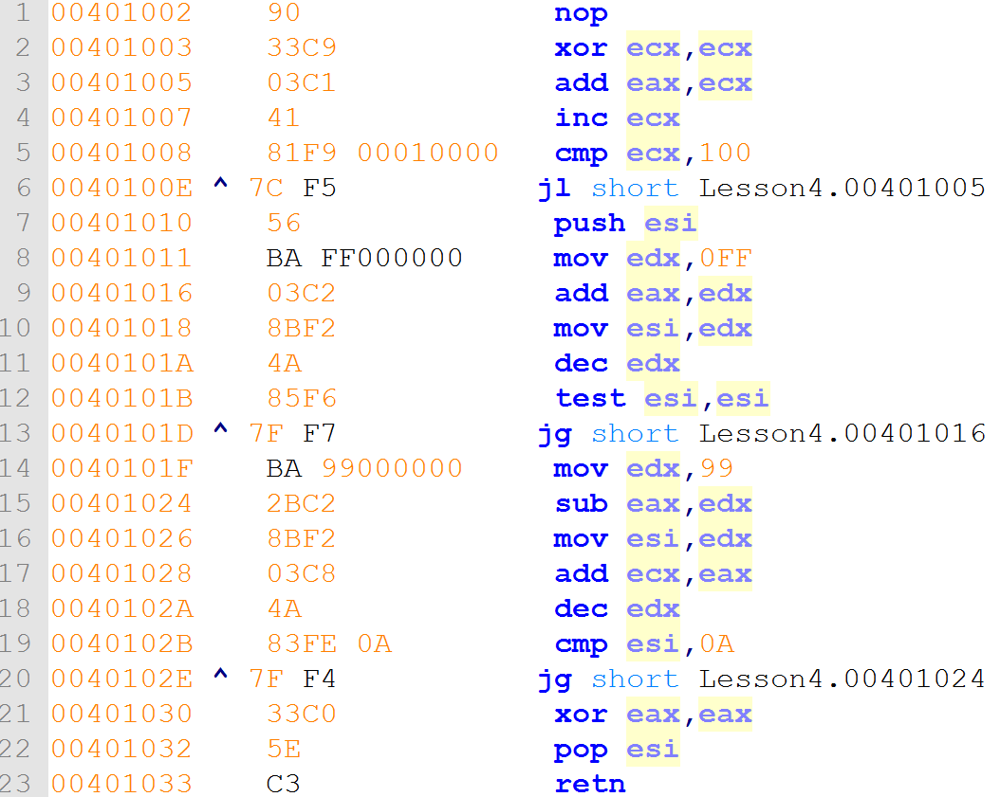 1 00401002 90 nop
2 00401003 33C9 xor ecx,ecx
3 00401005 03C1 add eax,ecx
4 00401007 41 inc ecx
5 00401008 81F9 00010000 cmp ecx,100
6 0040100E ^ 7C F5 jl short Lesson4.00401005
7 00401010 56 push esi
8 00401011 BA FF000000 mov edx,0FF
9 00401016 03C2 add eax,edx
10 00401018 8BF2 mov esi,edx
11 0040101A 4A dec edx
12 0040101B 85F6 test esi,esi
13 0040101D ^ 7F F7 jg short Lesson4.00401016
14 0040101F BA 99000000 mov edx,99
15 00401024 2BC2 sub eax,edx
16 00401026 8BF2 mov esi,edx
17 00401028 03C8 add ecx,eax
18 0040102A 4A dec edx
19 0040102B 83FE 0A cmp esi,0A
20 0040102E ^ 7F F4 jg short Lesson4.00401024
21 00401030 33C0 xor eax,eax
22 00401032 5E pop esi
23 00401033 C3 retn